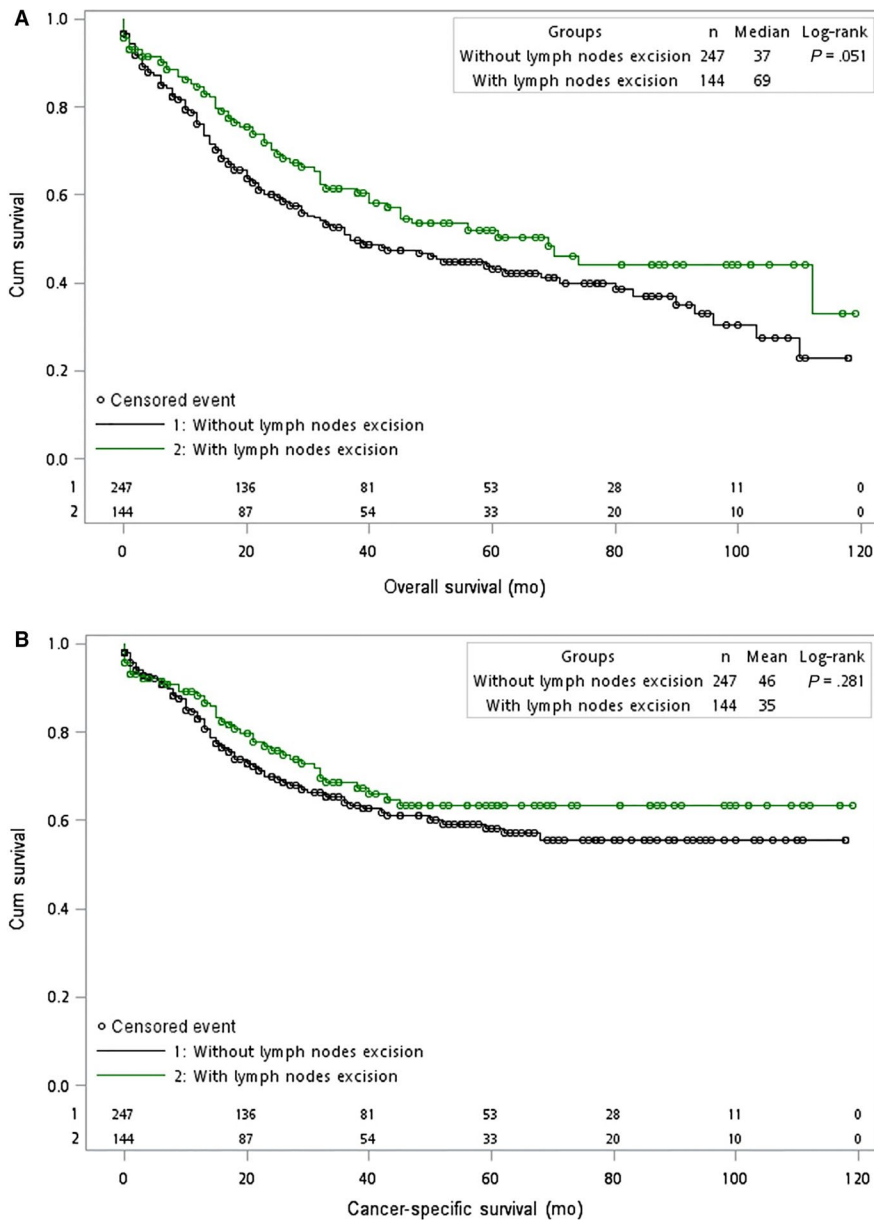 A
Groups n Median Log-rank
Without lymph nodes excision 247 37 P = .051
With lymph nodes excision 144 69
1.0
0.8
0.6
0.4
0.2
0.0
Cum survival
Censored event
1: Without lymph nodes excision
2: With lymph nodes excision
1 247 136 81 53 28 11 0
2 144 87 54 33 20 10 0
0 20 40 60 80 100 120
Overall survival (mo)
B
Groups n Mean Log-rank
Without lymph nodes excision 247 46 P = .281
With lymph nodes excision 144 35
1.0
0.8
0.6
0.4
0.2
0.0
Cum survival
Censored event
1: Without lymph nodes excision
2: With lymph nodes excision
1 247 136 81 53 28 11 0
2 144 87 54 33 20 10 0
0 20 40 60 80 100 120
Cancer-specific survival (mo)